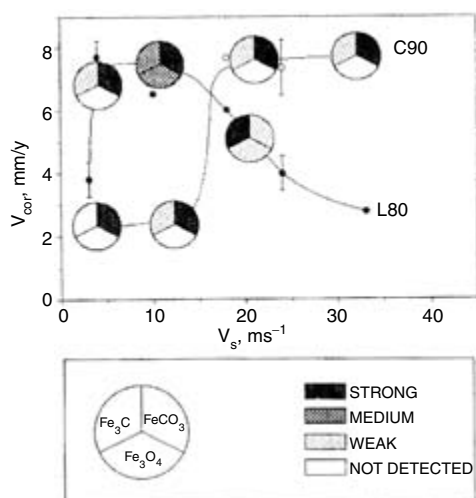 8
6
4
2
0
V_cor, mm/y
C90
L80
0 10 20 30 40
V_s, ms⁻¹
Fe₃C
FeCO₃
Fe₃O₄
STRONG
MEDIUM
WEAK
NOT DETECTED